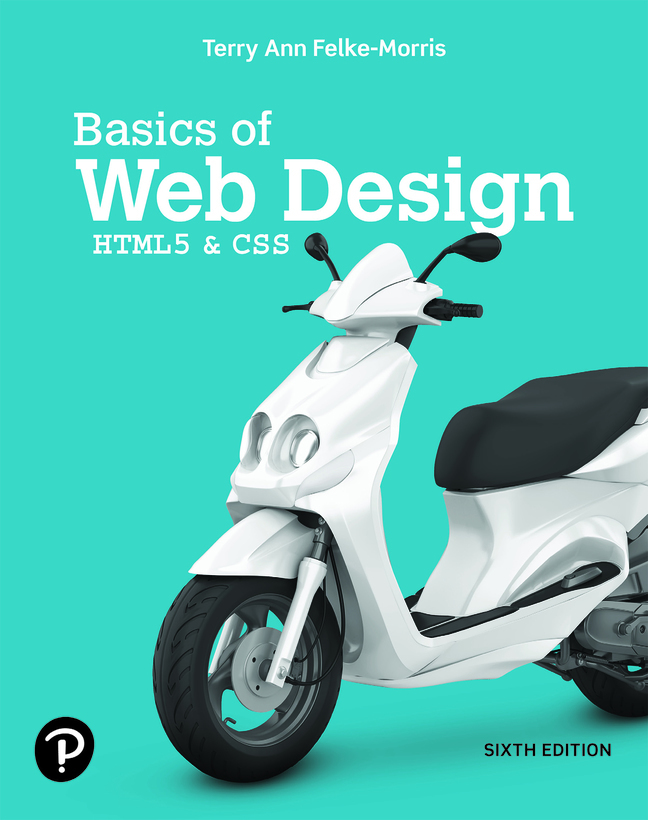 Terry Ann Felke-Morris
Basics of
Web Design
HTML5 & CSS
SIXTH EDITION